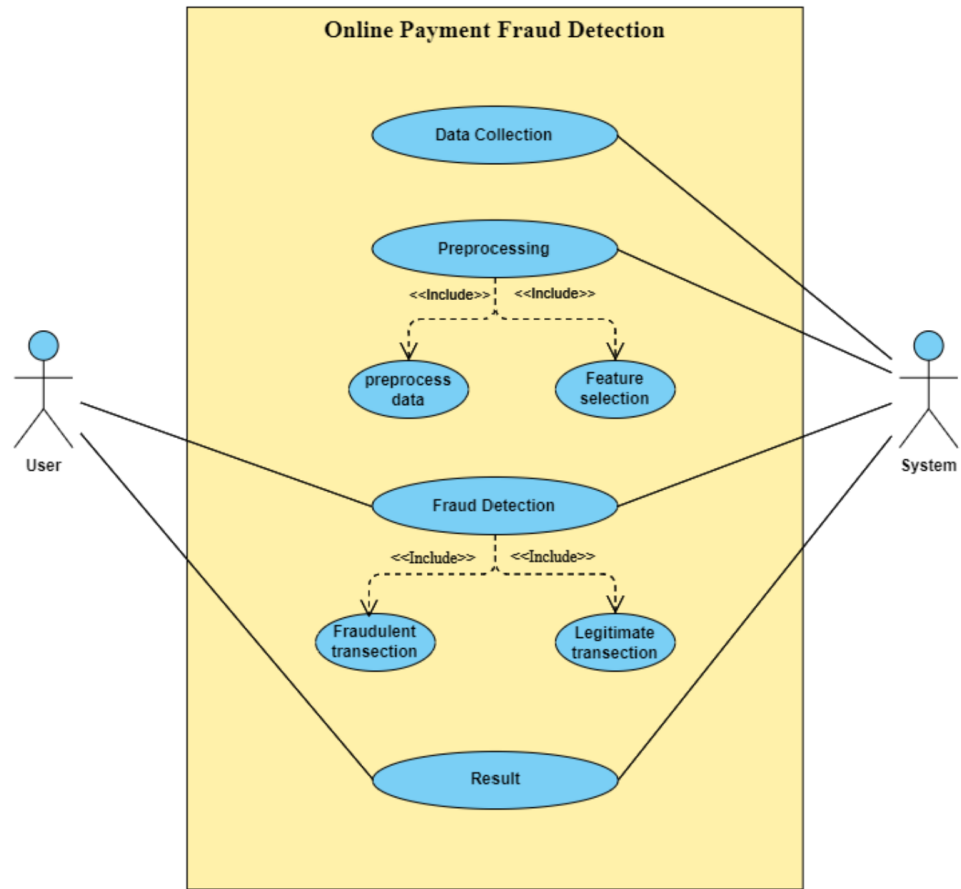 Online Payment Fraud Detection
Data Collection
Preprocessing
<<Include>>
<<Include>>
preprocess
data
Feature
selection
User
System
Fraud Detection
<<Include>>
<<Include>>
Fraudulent
transection
Legitimate
transection
Result